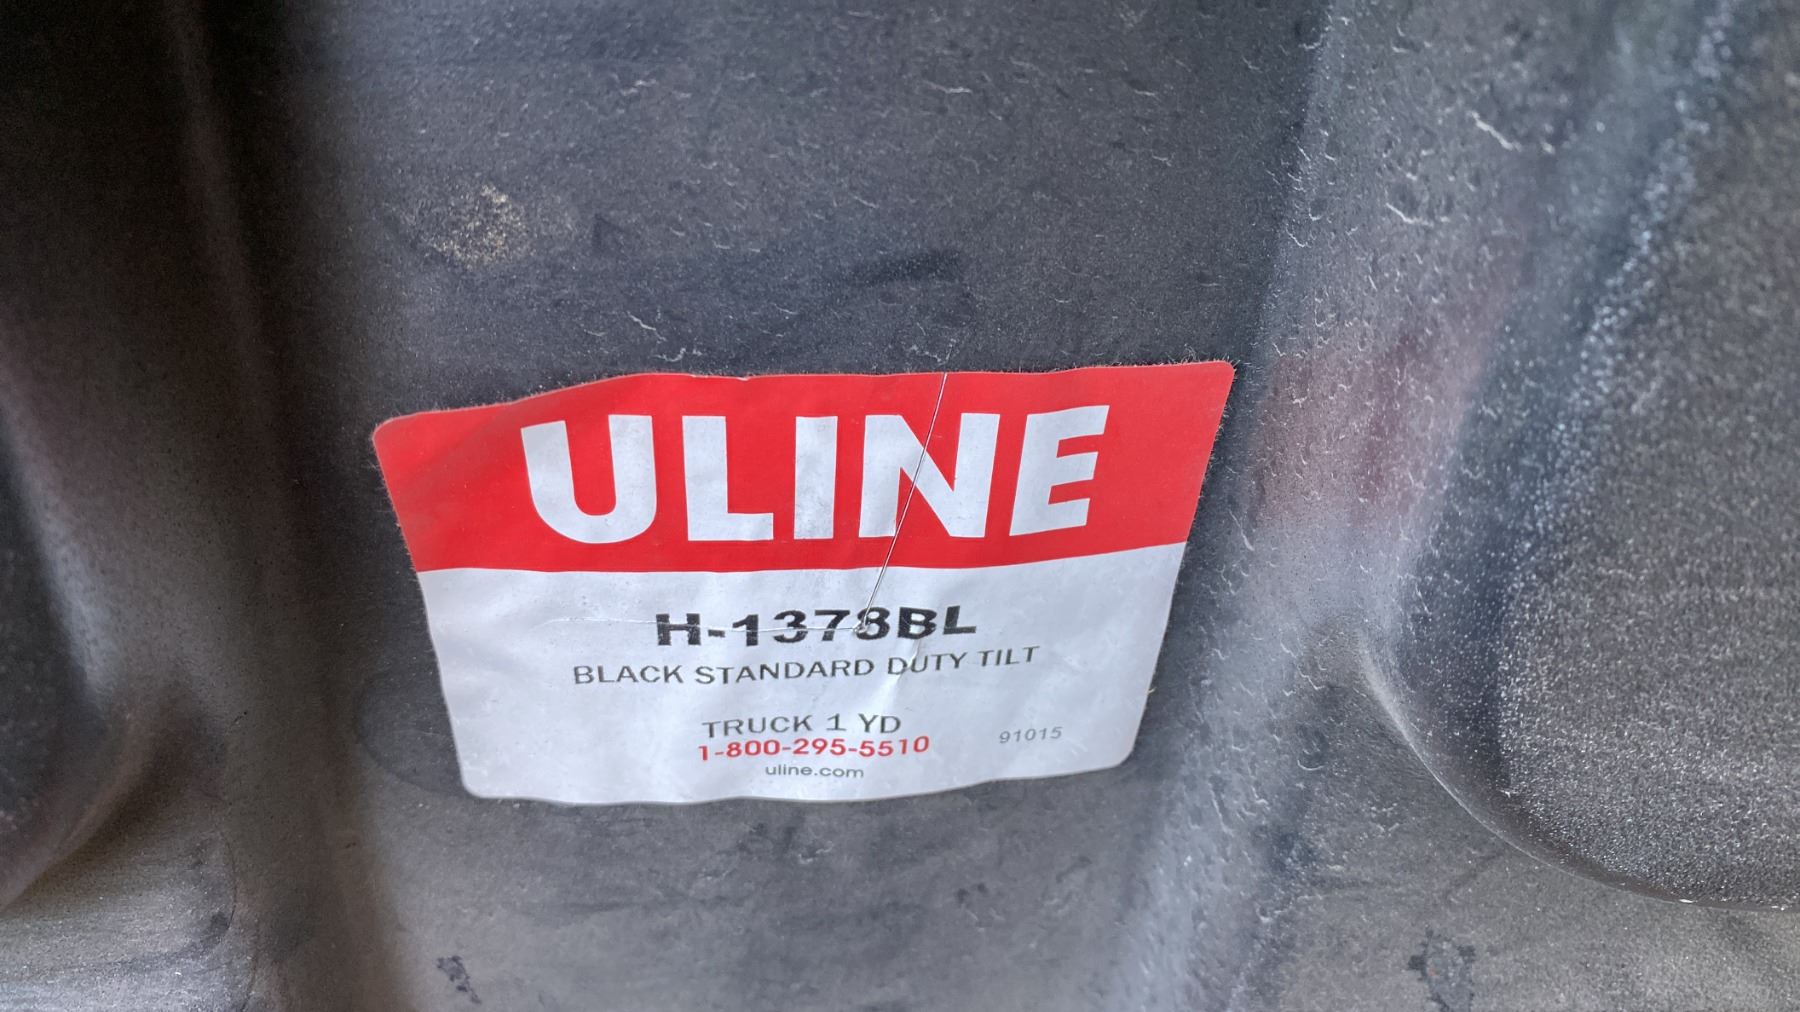 ULINE
H-1378BL
BLACK STANDARD DUTY TILT
TRUCK 1 YD
1-800-295-5510
91015
uline.com